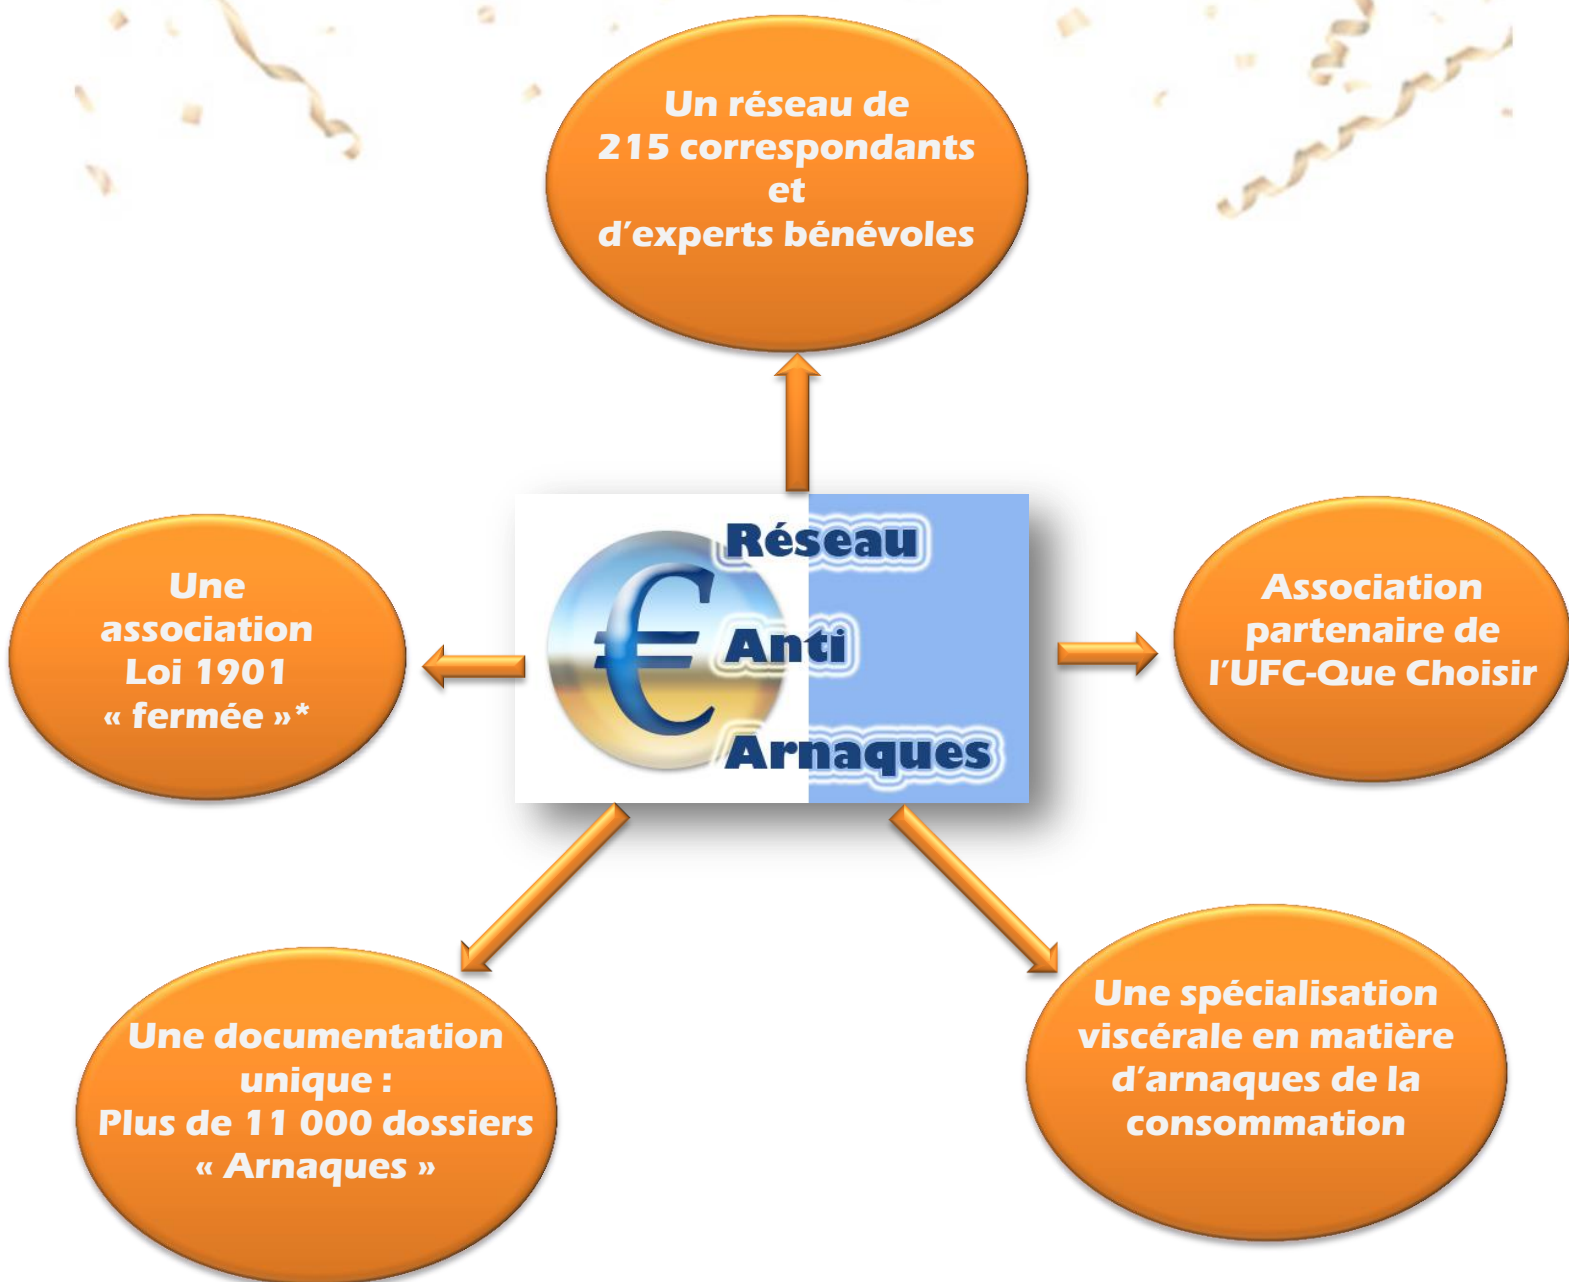 Un réseau de
215 correspondants
et
d’experts bénévoles
Réseau
Anti
Arnaques
Une
association
Loi 1901
« fermée »*
Association
partenaire de
l’UFC-Que Choisir
Une documentation
unique :
Plus de 11 000 dossiers
« Arnaques »
Une spécialisation
viscérale en matière
d’arnaques de la
consommation